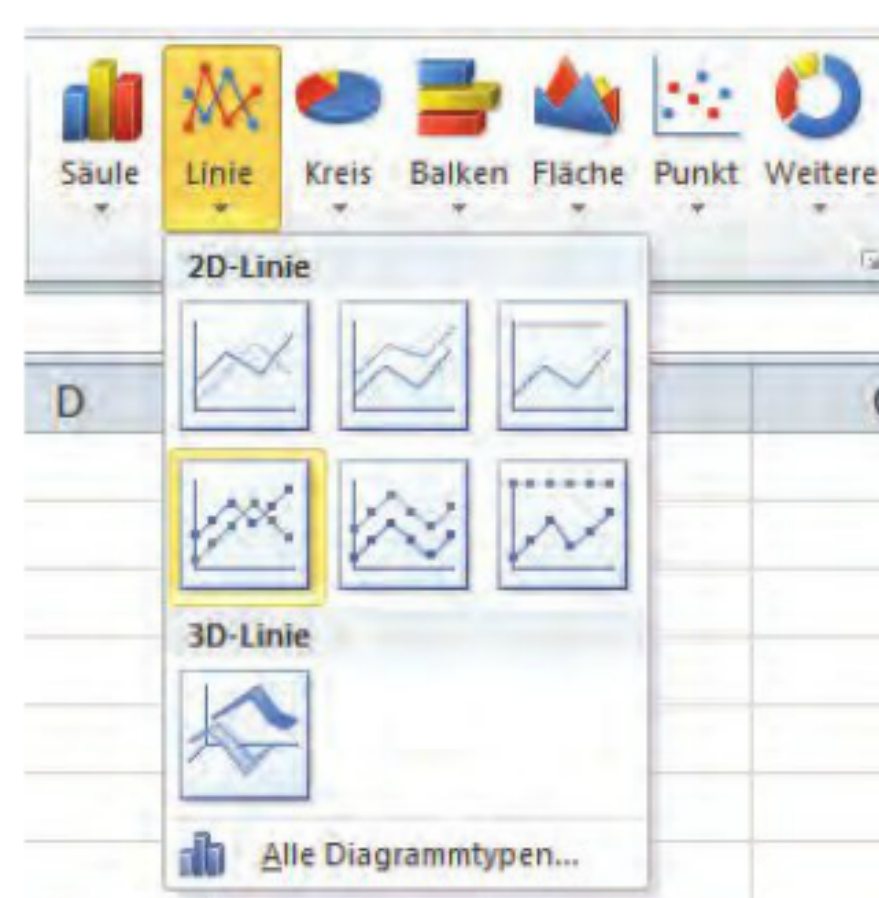 Säule Linie Kreis Balken Fläche Punkt Weitere
2D-Linie
D
3D-Linie
Alle Diagrammtypen...